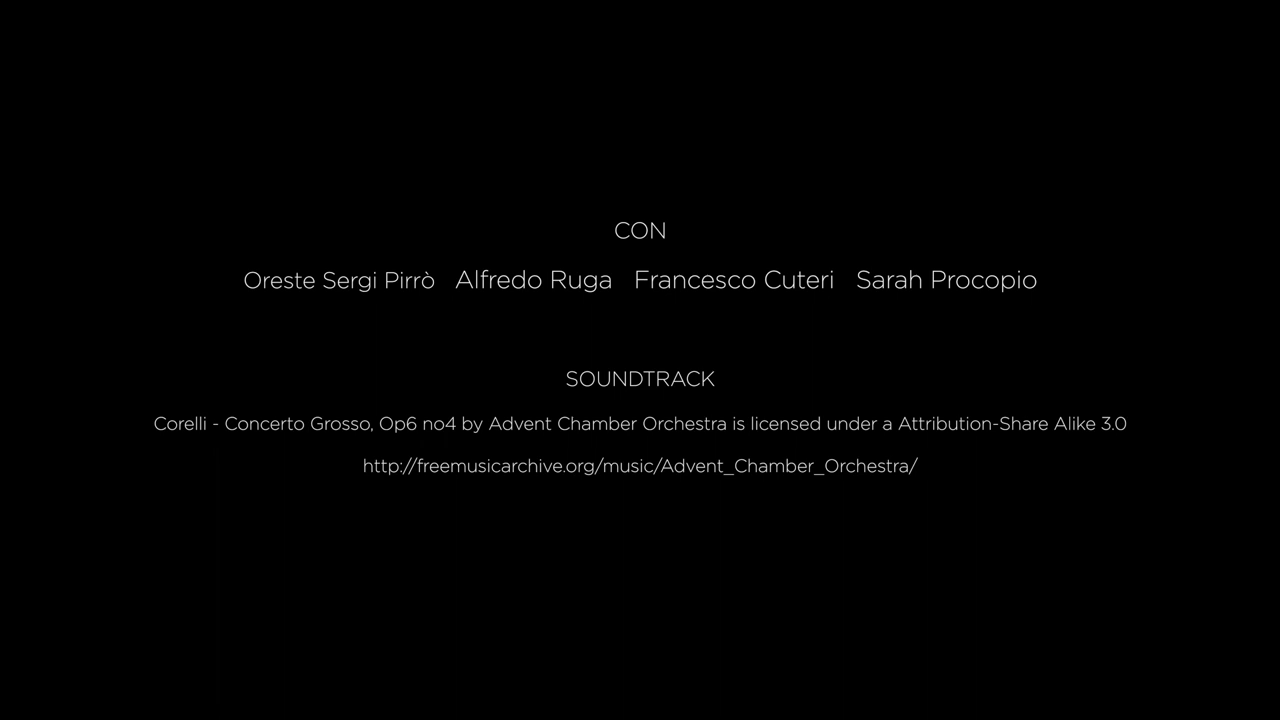 CON
Oreste Sergi Pirrò Alfredo Ruga Francesco Cuteri Sarah Procopio
SOUNDTRACK
Corelli - Concerto Grosso, Op6 no4 by Advent Chamber Orchestra is licensed under a Attribution-Share Alike 3.0
http://freemusicarchive.org/music/Advent_Chamber_Orchestra/